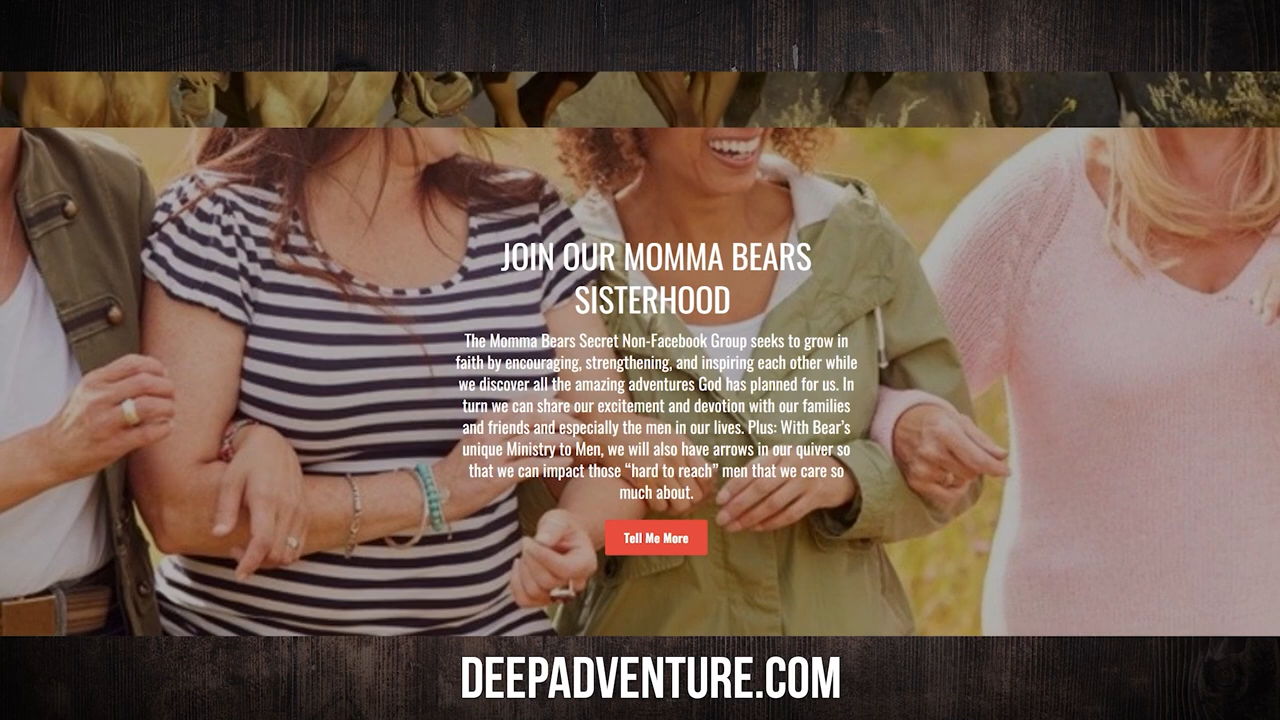 JOIN OUR MOMMA BEARS
SISTERHOOD
The Momma Bears Secret Non-Facebook Group seeks to grow in
faith by encouraging, strengthening, and inspiring each other while
we discover all the amazing adventures God has planned for us. In
turn we can share our excitement and devotion with our families
and friends and especially the men in our lives. Plus: With Bear’s
unique Ministry to Men, we will also have arrows in our quiver so
that we can impact those “hard to reach” men that we care so
much about.
Tell Me More
DEEPADVENTURE.COM